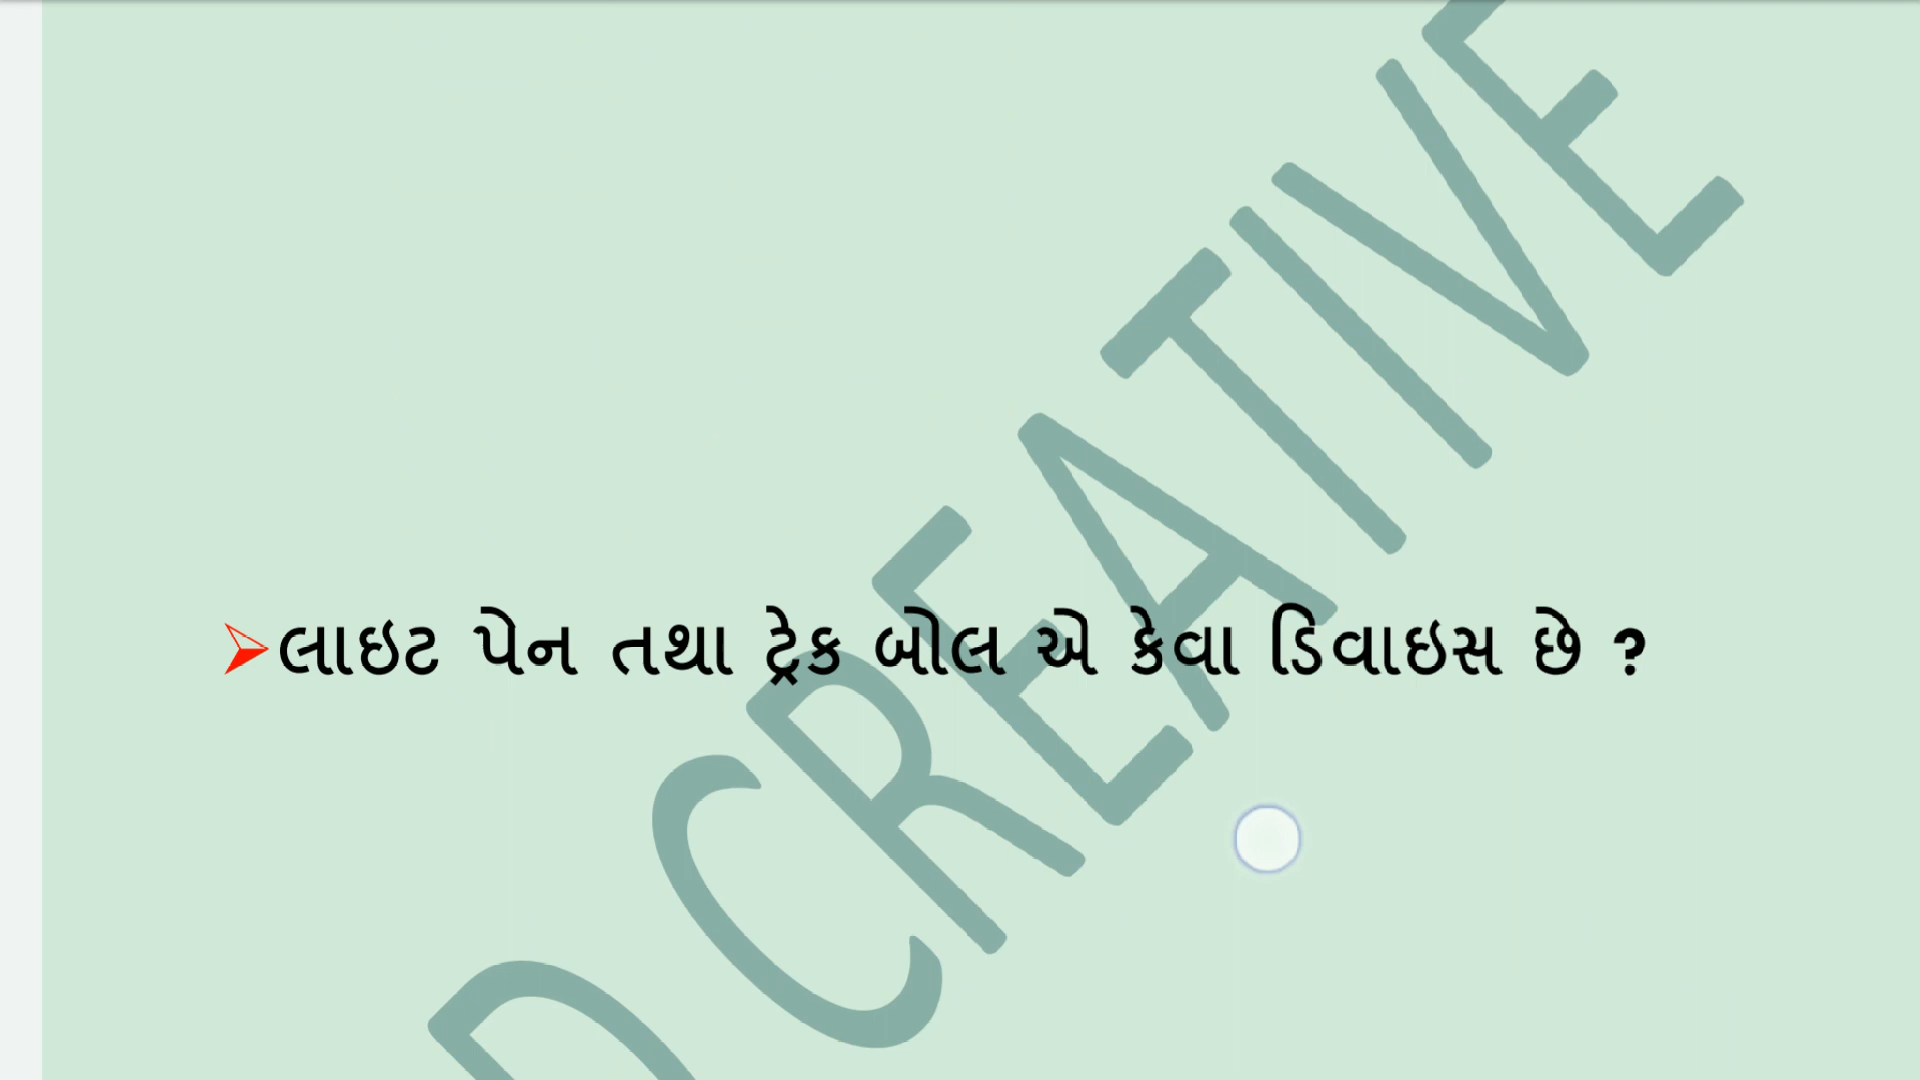 લાઇટ પેન તથા ટ્રેક બોલ એ કેવા ડિવાઇસ છે ?
D CREATIVE